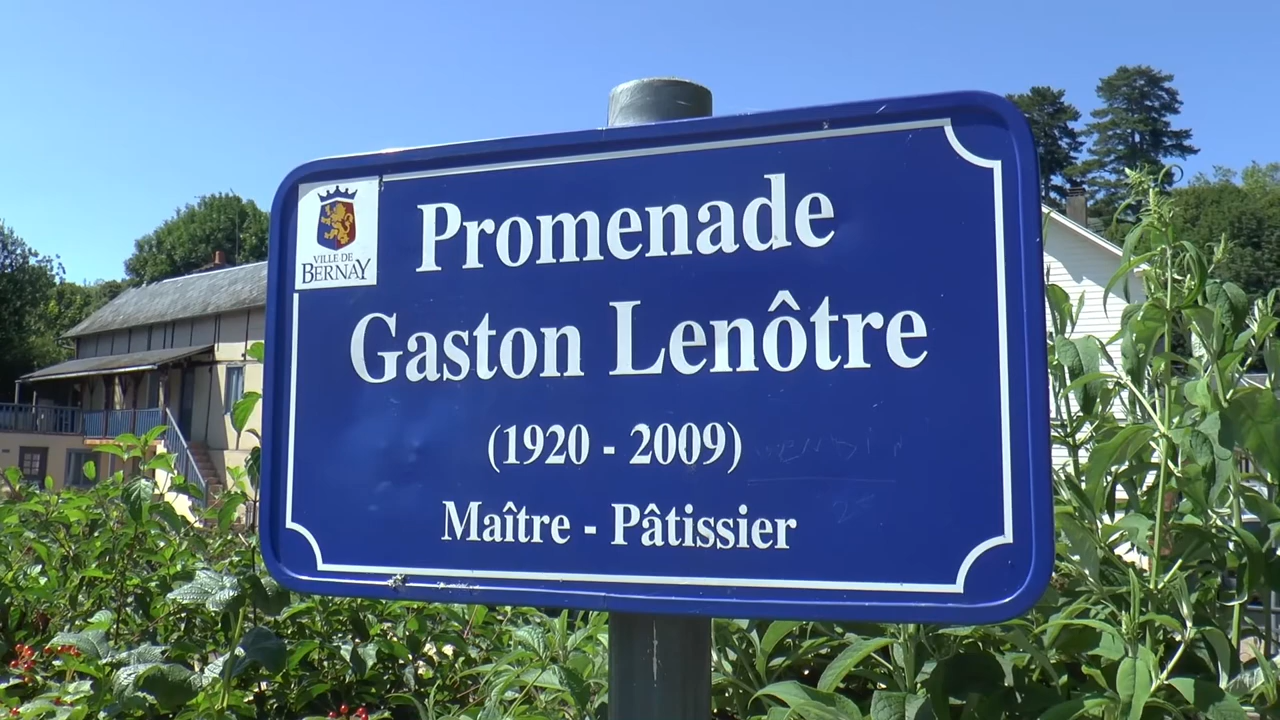 VILLE DE
BERNAY
Promenade
Gaston Lenôtre
(1920 - 2009)
Maître - Pâtissier